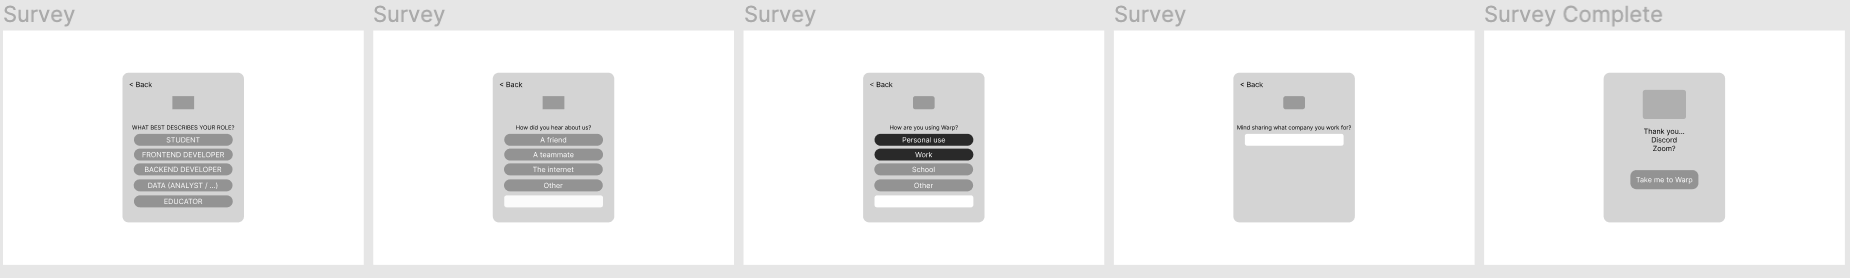 Survey
< Back
WHAT BEST DESCRIBES YOUR ROLE?
STUDENT
FRONTEND DEVELOPER
BACKEND DEVELOPER
DATA (ANALYST / ...)
EDUCATOR
Survey
< Back
How did you hear about us?
A friend
A teammate
The internet
Other
Survey
< Back
How are you using Warp?
Personal use
Work
School
Other
Survey
< Back
Mind sharing what company you work for?
Survey Complete
Thank you...
Discord
Zoom?
Take me to Warp